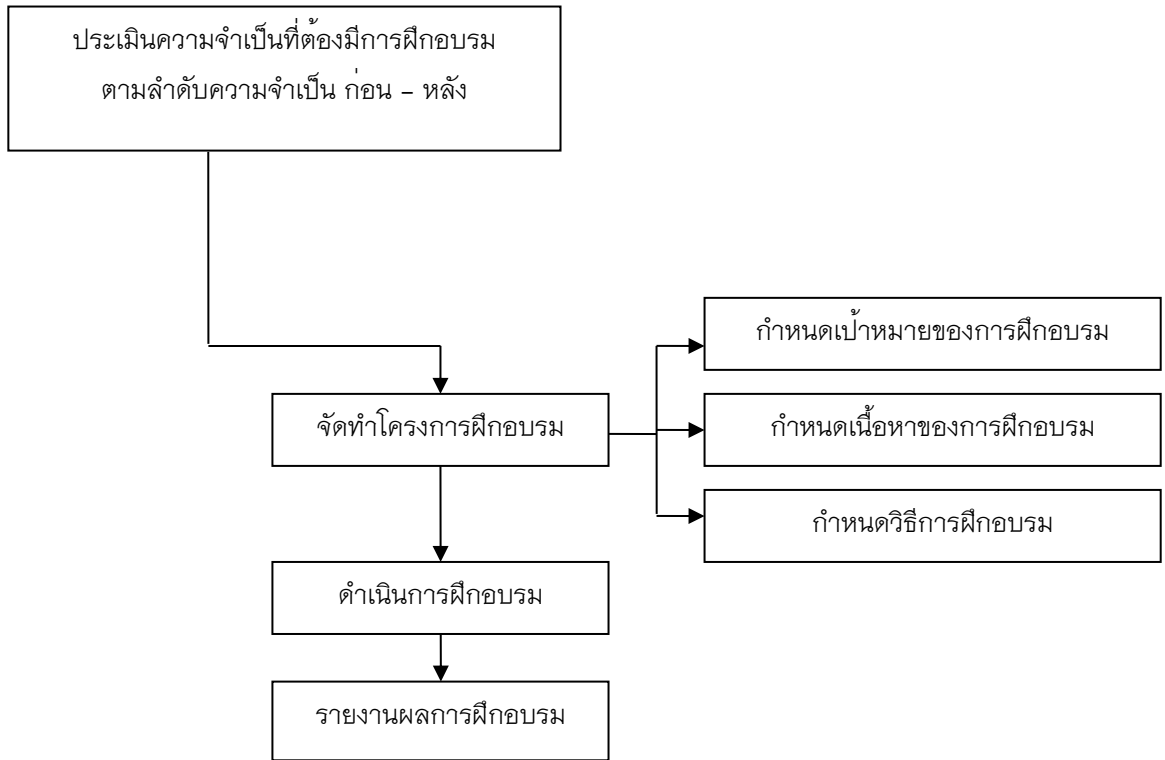 ประเมินความจำเป็นที่ต้องมีการฝึกอบรม
ตามลำดับความจำเป็น ก่อน – หลัง
กำหนดเป้าหมายของการฝึกอบรม
จัดทำโครงการฝึกอบรม
กำหนดเนื้อหาของการฝึกอบรม
กำหนดวิธีการฝึกอบรม
ดำเนินการฝึกอบรม
รายงานผลการฝึกอบรม